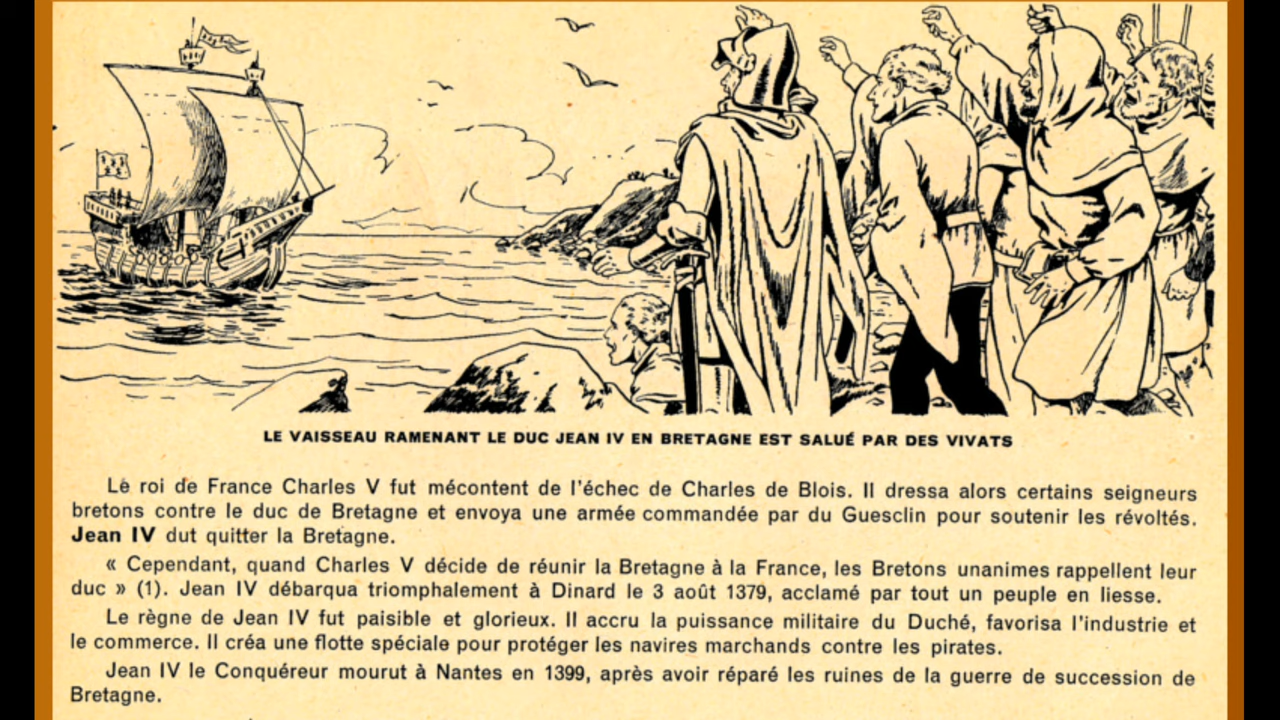 LE VAISSEAU RAMENANT LE DUC JEAN IV EN BRETAGNE EST SALUÉ PAR DES VIVATS
Le roi de France Charles V fut mécontent de l'échec de Charles de Blois. Il dressa alors certains seigneurs
bretons contre le duc de Bretagne et envoya une armée commandée par du Guesclin pour soutenir les révoltés.
Jean IV dut quitter la Bretagne.
« Cependant, quand Charles V décide de réunir la Bretagne à la France, les Bretons unanimes rappellent leur
duc » (1). Jean IV débarqua triomphalement à Dinard le 3 août 1379, acclamé par tout un peuple en liesse.
Le règne de Jean IV fut paisible et glorieux. Il accru la puissance militaire du Duché, favorisa l'industrie et
le commerce. Il créa une flotte spéciale pour protéger les navires marchands contre les pirates.
Jean IV le Conquéreur mourut à Nantes en 1399, après avoir réparé les ruines de la guerre de succession de
Bretagne.